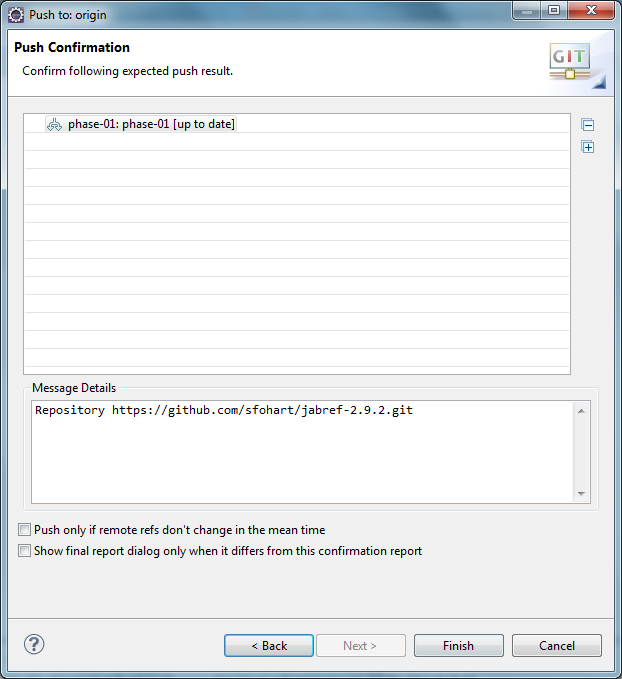 Push to: origin
Push Confirmation
Confirm following expected push result.
GIT
phase-01: phase-01 [up to date]
Message Details
Repository https://github.com/sfohart/jabref-2.9.2.git
Push only if remote refs don't change in the mean time
Show final report dialog only when it differs from this confirmation report
?
< Back
Next >
Finish
Cancel